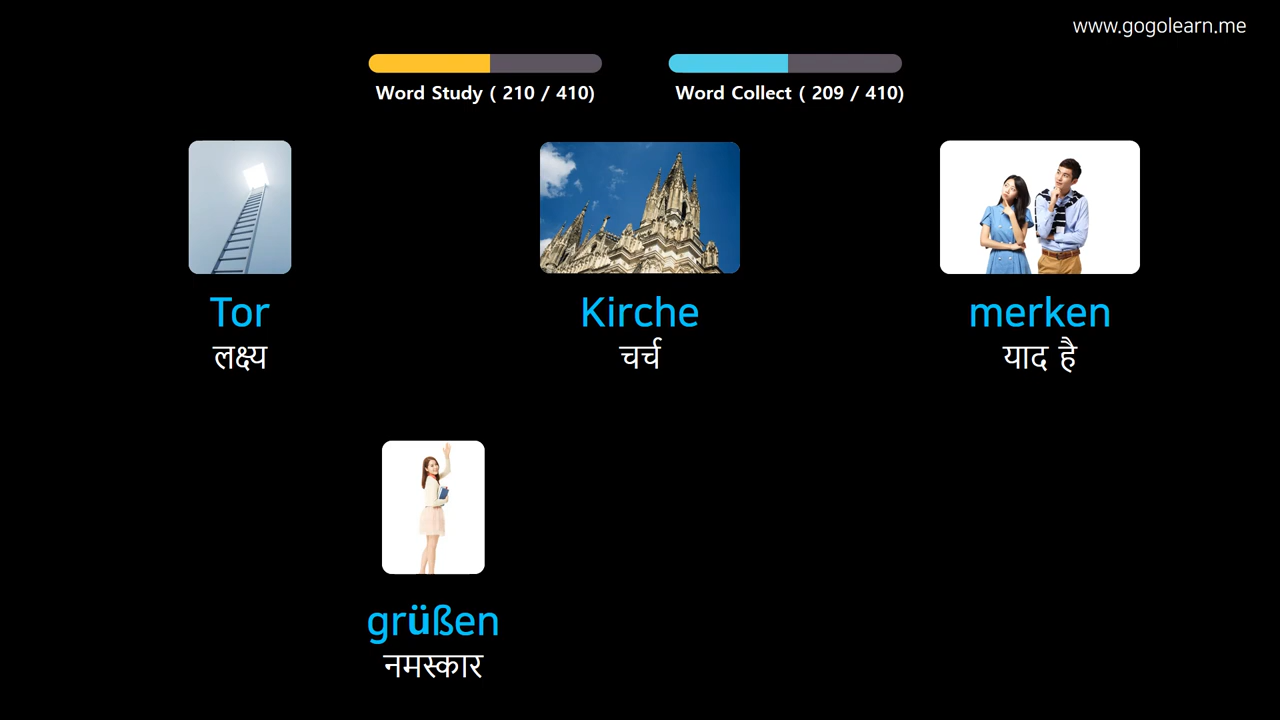 www.gogolearn.me
Word Study ( 210 / 410)
Word Collect ( 209 / 410)
Tor
लक्ष्य
Kirche
चर्च
merken
याद है
grüßen
नमस्कार